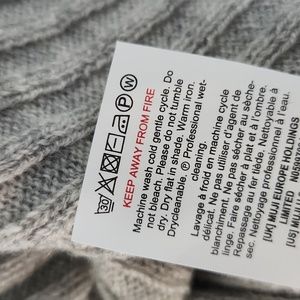 30 P W
KEEP AWAY FROM FIRE
Machine wash cold gentle cycle. Do
not bleach. Please do not tumble
dry. Dry flat in shade. Warm iron.
Drycleanable. ® Professional wet-
cleaning.
Lavage à froid en machine cycle
délicat. Ne pas utiliser d'agent de
blanchiment. Ne pas sécher au sèche-
linge. Faire sécher à plat et à l'ombre.
Repassage au fer tiède. Nettoyable à
sec. Nettoyage professionnel à l'eau.
[UK] MUJI EUROPE HOLDINGS
LIMITED
[US] MUJI U.S.